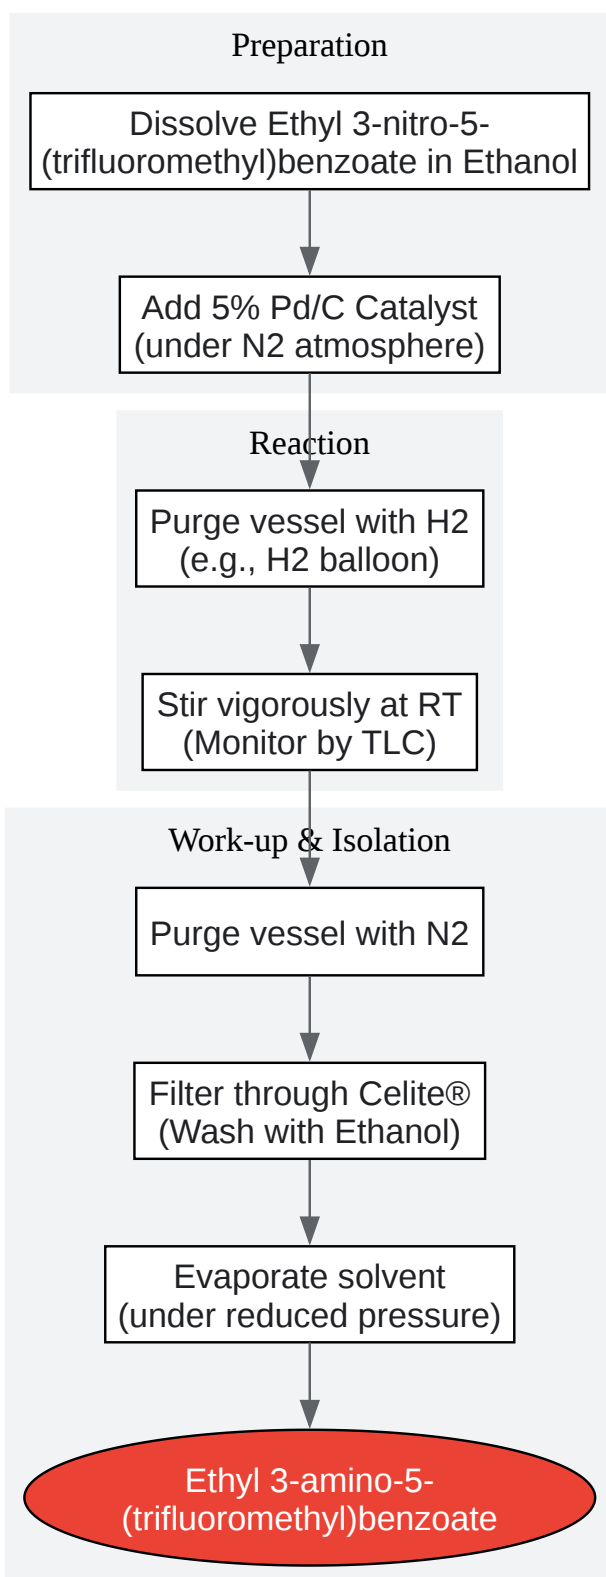 Preparation
Dissolve Ethyl 3-nitro-5-
(trifluoromethyl)benzoate in Ethanol
Add 5% Pd/C Catalyst
(under N2 atmosphere)
Reaction
Purge vessel with H2
(e.g., H2 balloon)
Stir vigorously at RT
(Monitor by TLC)
Work-up & Isolation
Purge vessel with N2
Filter through Celite®
(Wash with Ethanol)
Evaporate solvent
(under reduced pressure)
Ethyl 3-amino-5-
(trifluoromethyl)benzoate